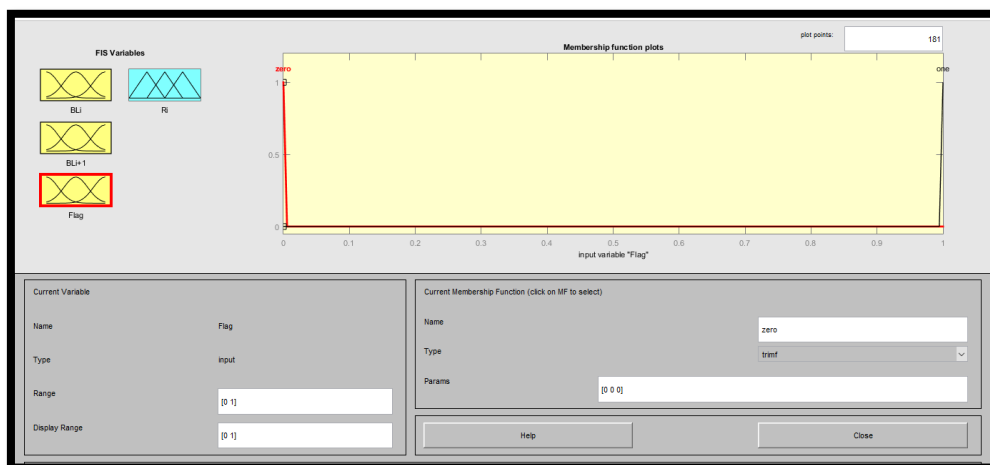 FIS Variables
BLi
Ri
BLi+1
Flag
Membership function plots
plot points:
181
zero
one
1
0.5
0
0 0.1 0.2 0.3 0.4 0.5 0.6 0.7 0.8 0.9 1
input variable "Flag"
Current Variable
Name Flag
Type input
Range [0 1]
Display Range [0 1]
Current Membership Function (click on MF to select)
Name zero
Type trimf
Params [0 0 0]
Help Close